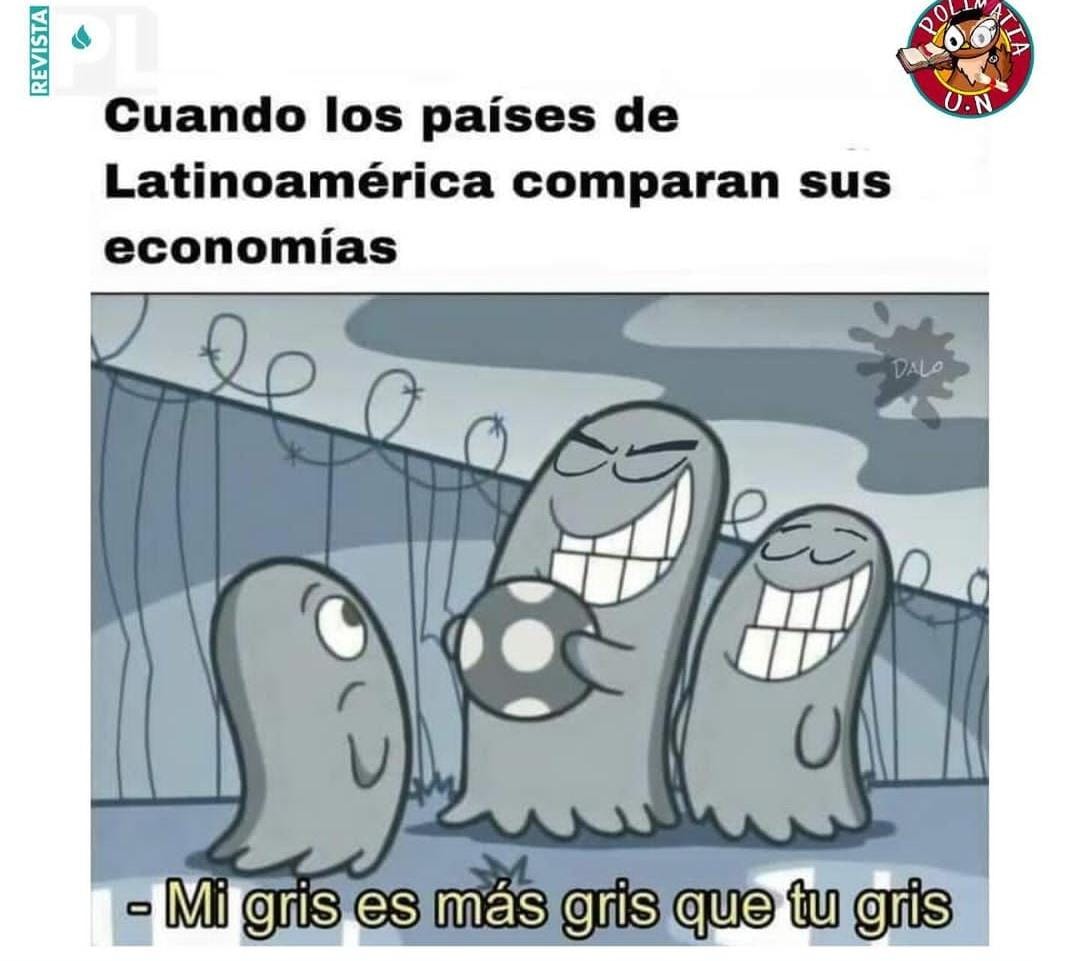 REVISTA
PL
POLIMATIA
U.N
Cuando los países de
Latinoamérica comparan sus
economías
DALO
- Mi gris es más gris que tu gris